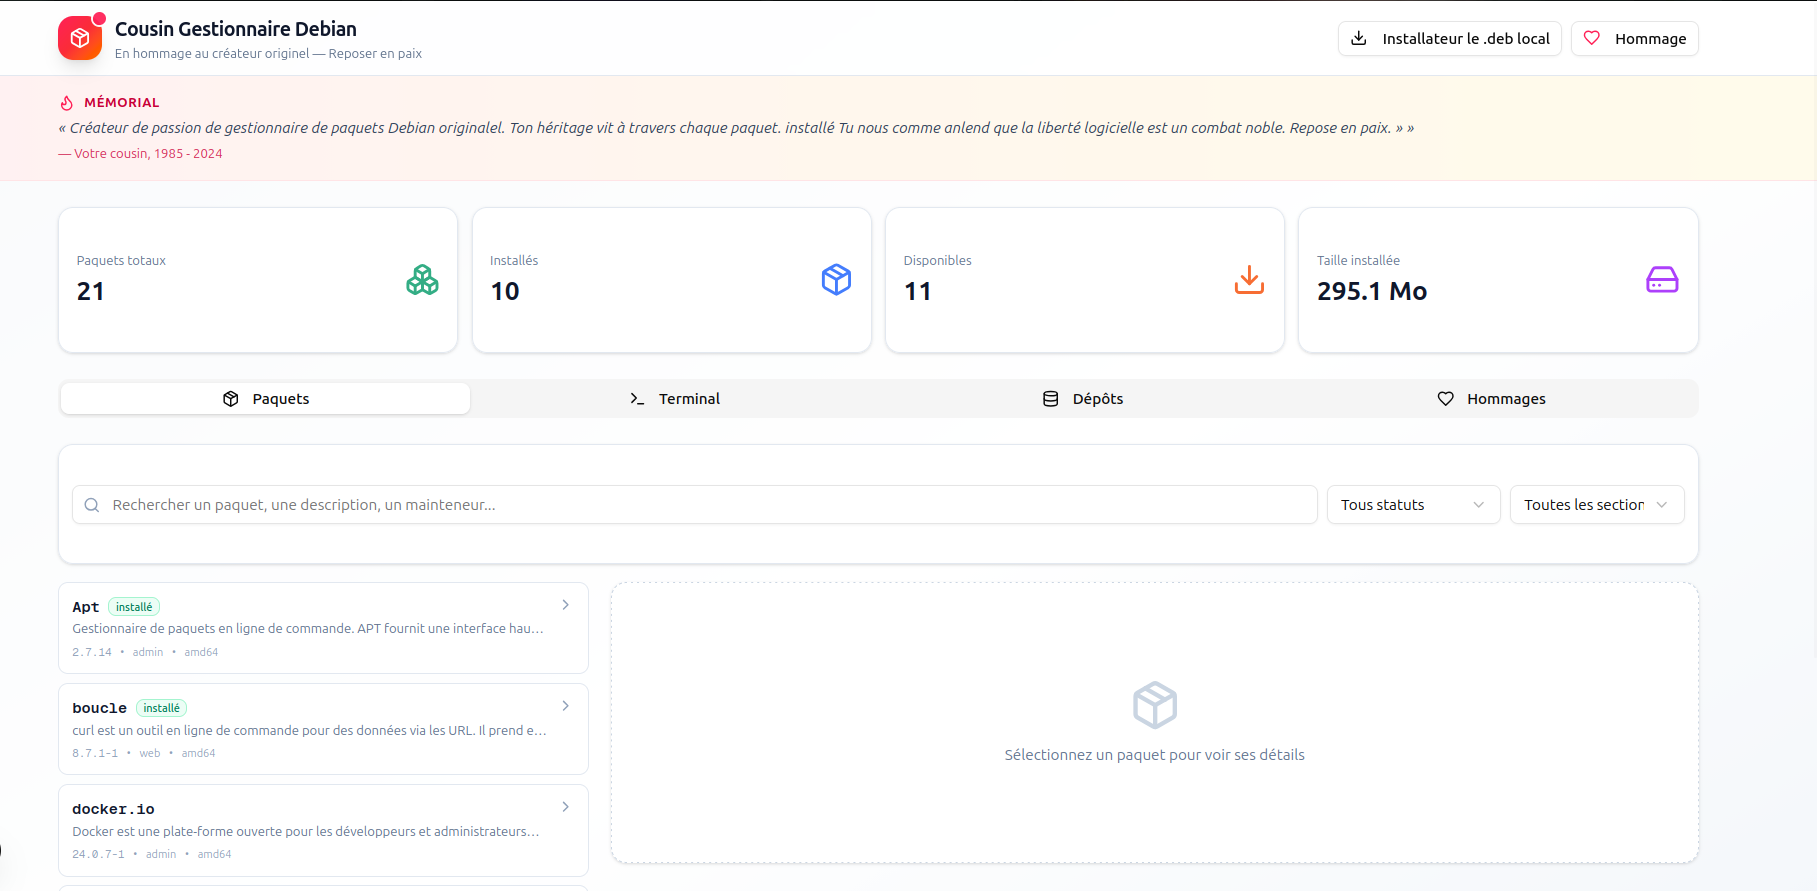 Cousin Gestionnaire Debian
En hommage au créateur originel — Reposer en paix
Installateur le .deb local
Hommage
MÉMORIAL
« Créateur de passion de gestionnaire de paquets Debian originalel. Ton héritage vit à travers chaque paquet. installé Tu nous comme anlend que la liberté logicielle est un combat noble. Repose en paix. » »
— Votre cousin, 1985 - 2024
Paquets totaux
21
Installés
10
Disponibles
11
Taille installée
295.1 Mo
Paquets
Terminal
Dépôts
Hommages
Rechercher un paquet, une description, un mainteneur...
Tous statuts
Toutes les section
Apt installé
Gestionnaire de paquets en ligne de commande. APT fournit une interface hau…
2.7.14 • admin • amd64
boucle installé
curl est un outil en ligne de commande pour des données via les URL. Il prend e…
8.7.1-1 • web • amd64
docker.io
Docker est une plate-forme ouverte pour les développeurs et administrateurs…
24.0.7-1 • admin • amd64
Sélectionnez un paquet pour voir ses détails